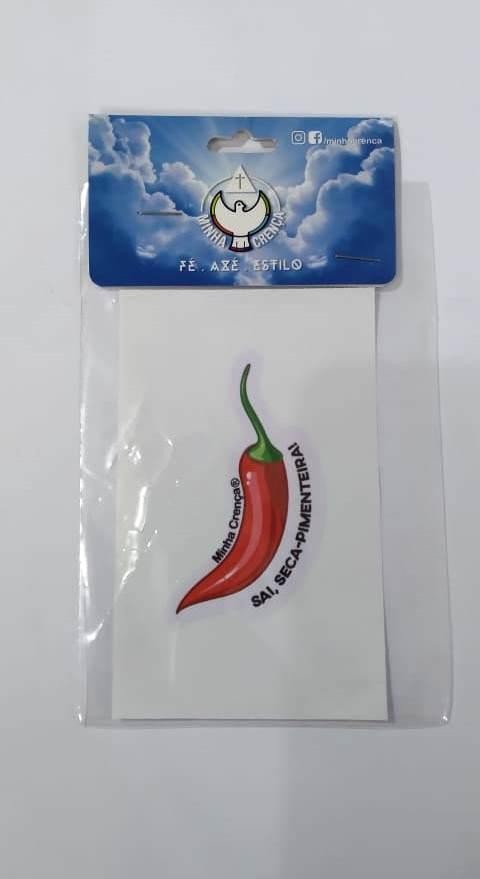 /minhacrenca
MINHA CRENÇA
FÉ . AXÉ . ESTILO
Minha Crença®
SAI, SECA-PIMENTEIRA!